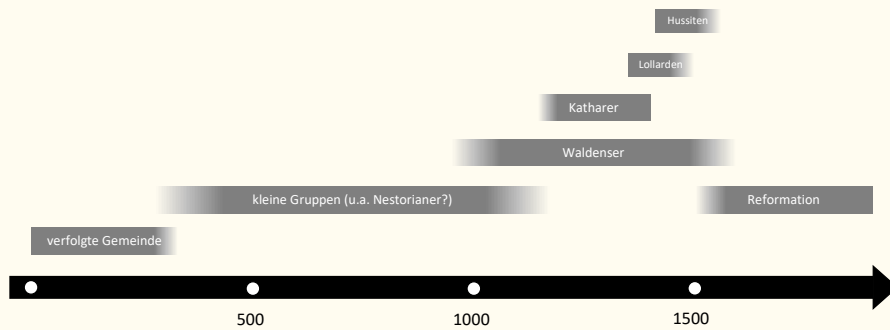 Hussiten
Lollarden
Katharer
Waldenser
kleine Gruppen (u.a. Nestorianer?)
Reformation
verfolgte Gemeinde
500
1000
1500